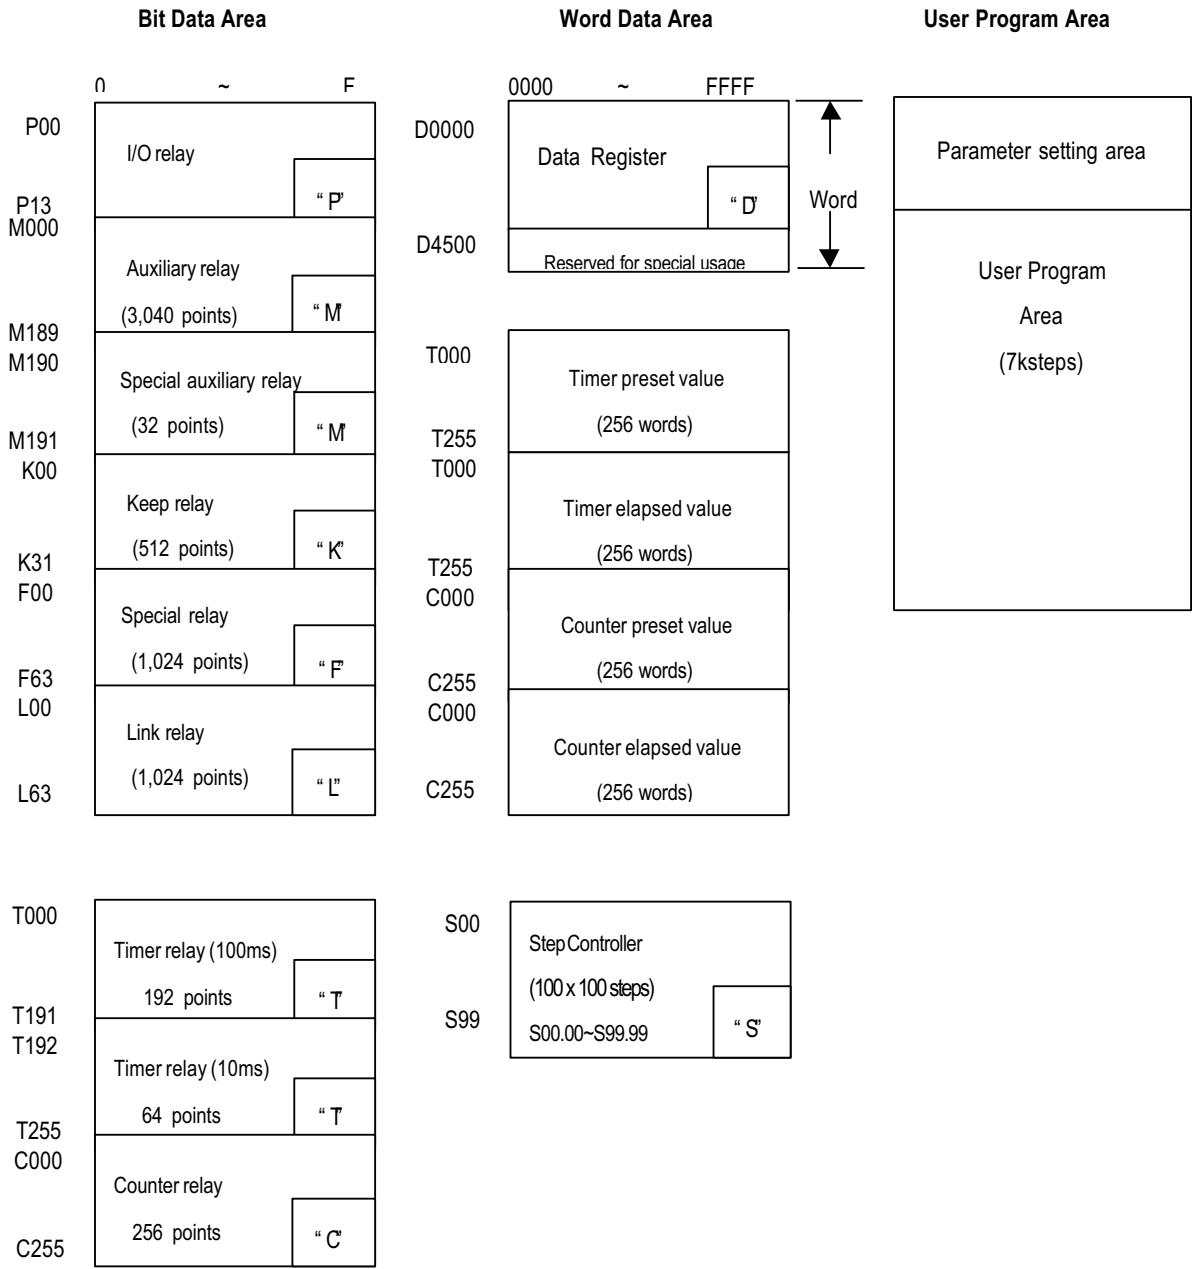 Bit Data Area
0 ~ F
P00
I/O relay
“P”
P13
M000
Auxiliary relay
(3,040 points)
“M”
M189
M190
Special auxiliary relay
(32 points)
“M”
M191
K00
Keep relay
(512 points)
“K”
K31
F00
Special relay
(1,024 points)
“F”
F63
L00
Link relay
(1,024 points)
“L”
L63
T000
Timer relay (100ms)
192 points
“T”
T191
T192
Timer relay (10ms)
64 points
“T”
T255
C000
Counter relay
256 points
“C”
C255
Word Data Area
0000 ~ FFFF
D0000
Data Register
“D”
D4500
Reserved for special usage
Word
T000
Timer preset value
(256 words)
T255
T000
Timer elapsed value
(256 words)
T255
C000
Counter preset value
(256 words)
C255
C000
Counter elapsed value
(256 words)
C255
S00
Step Controller
(100 x 100 steps)
S00.00~S99.99
“S”
S99
User Program Area
Parameter setting area
User Program
Area
(7ksteps)